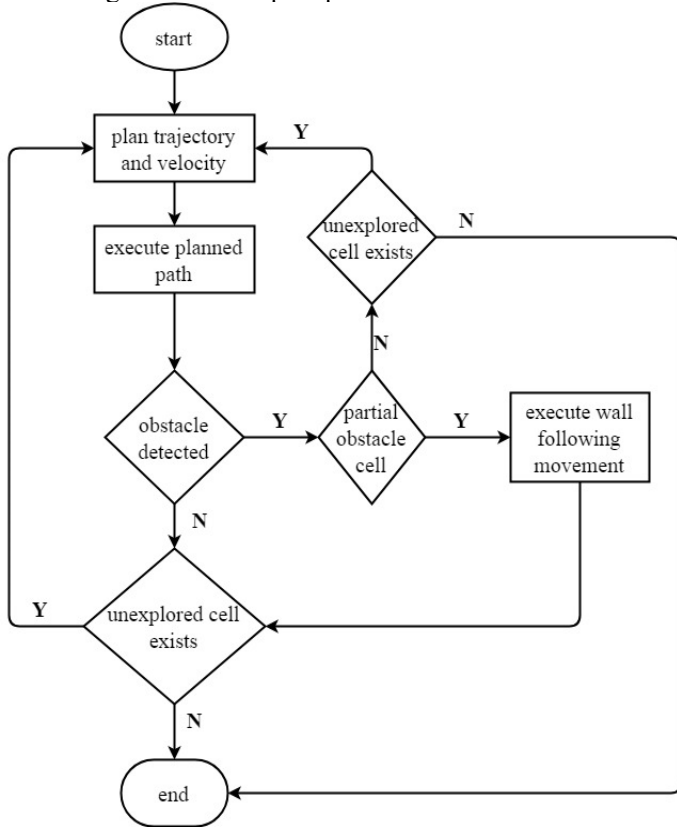 start
plan trajectory
and velocity
Y
unexplored
cell exists
N
execute planned
path
N
obstacle
detected
Y
partial
obstacle
cell
Y
execute wall
following
movement
N
unexplored cell
exists
Y
N
end